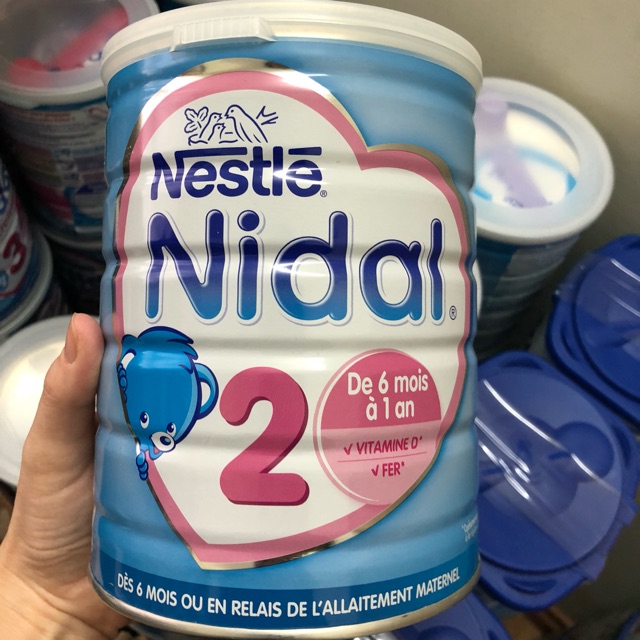 Nestlé®
Nidal®
2
De 6 mois
à 1 an
✓ VITAMINE D*
✓ FER*
DÈS 6 MOIS OU EN RELAIS DE L'ALLAITEMENT MATERNEL
3